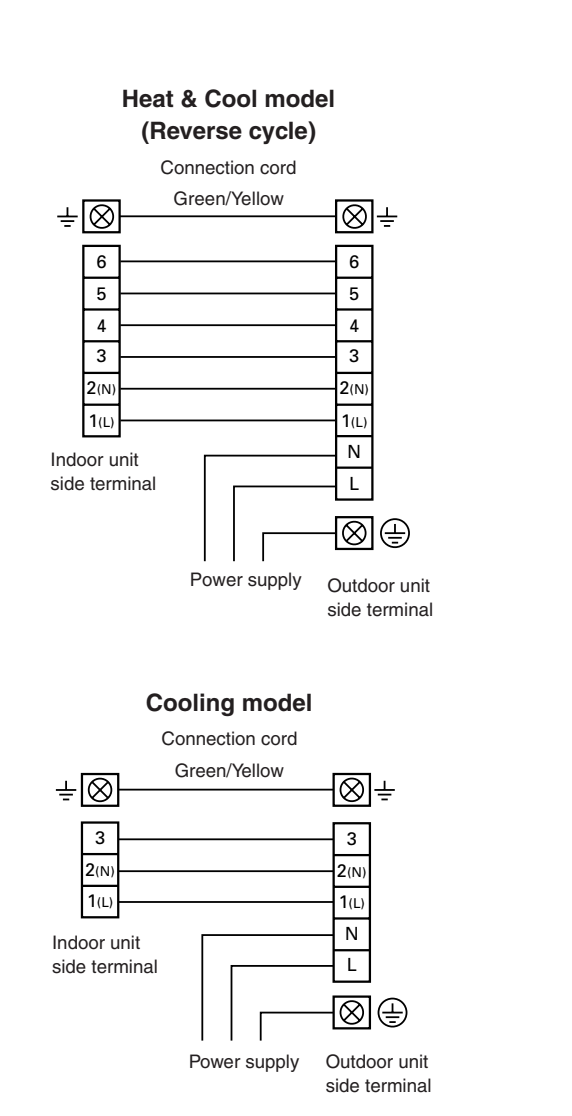 Heat & Cool model
(Reverse cycle)
Connection cord
Green/Yellow
6 6
5 5
4 4
3 3
2(N) 2(N)
1(L) 1(L)
N
L
Indoor unit
side terminal
Power supply
Outdoor unit
side terminal
Cooling model
Connection cord
Green/Yellow
3 3
2(N) 2(N)
1(L) 1(L)
N
L
Indoor unit
side terminal
Power supply
Outdoor unit
side terminal